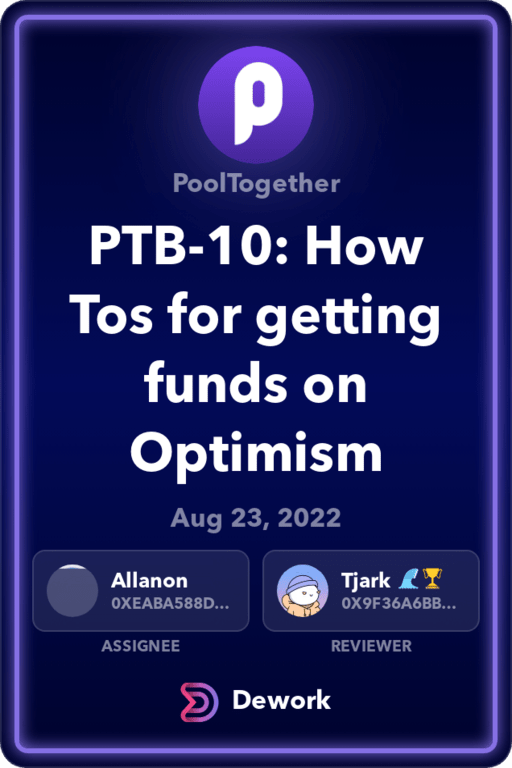 PoolTogether
PTB-10: How
Tos for getting
funds on
Optimism
Aug 23, 2022
Allanon
0XEABA588D...
Tjark 🌊🏆
0X9F36A6BB...
ASSIGNEE
REVIEWER
Dework